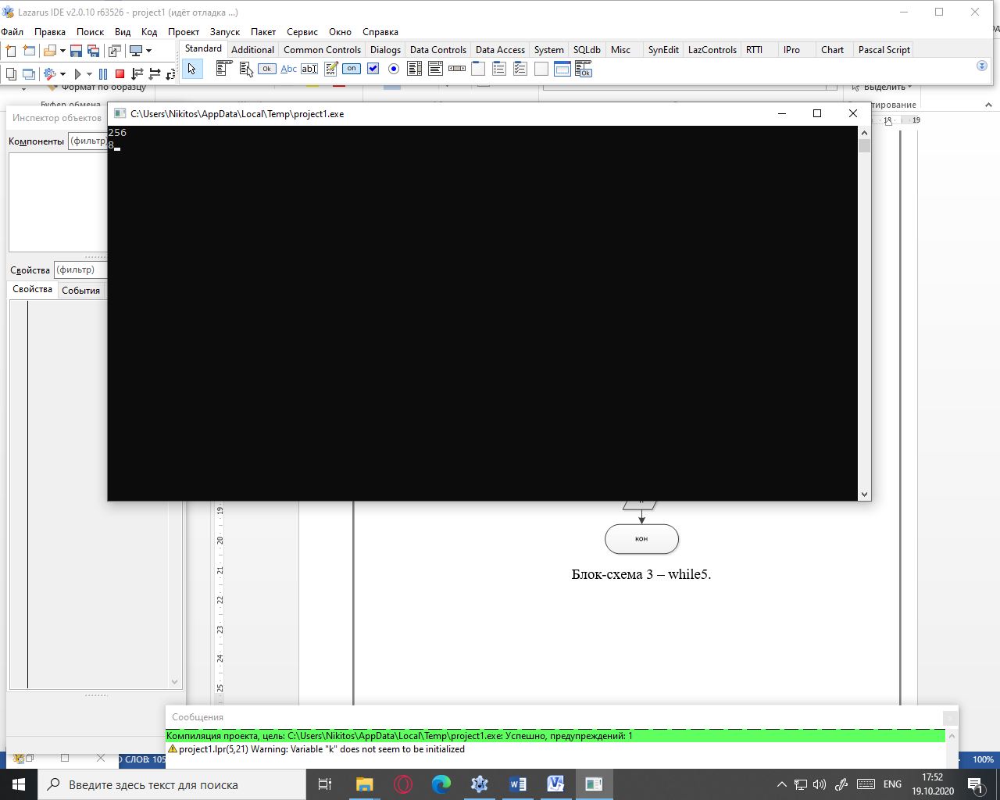 Lazarus IDE v2.0.10 r63526 - project1 (идёт отладка ...)
Файл Правка Поиск Вид Код Проект Запуск Пакет Сервис Окно Справка
Standard Additional Common Controls Dialogs Data Controls Data Access System SQLdb Misc SynEdit LazControls RTTI IPro Chart Pascal Script
Ok Abc abI on Ok
Формат по образцу
Выделить
Буфер обмена
Инспектор объектов
C:\Users\Nikitos\AppData\Local\Temp\project1.exe
18 19
256
8
Компоненты (фильтр)
Свойства (фильтр)
Свойства События
19
20
21
22
23
24
25
КОН
Блок-схема 3 – while5.
Сообщения
Компиляция проекта, цель: C:\Users\Nikitos\AppData\Local\Temp\project1.exe: Успешно, предупреждений: 1
project1.lpr(5,21) Warning: Variable "k" does not seem to be initialized
СЛОВ: 105
100%
Введите здесь текст для поиска
ENG
17:52
19.10.2020
1